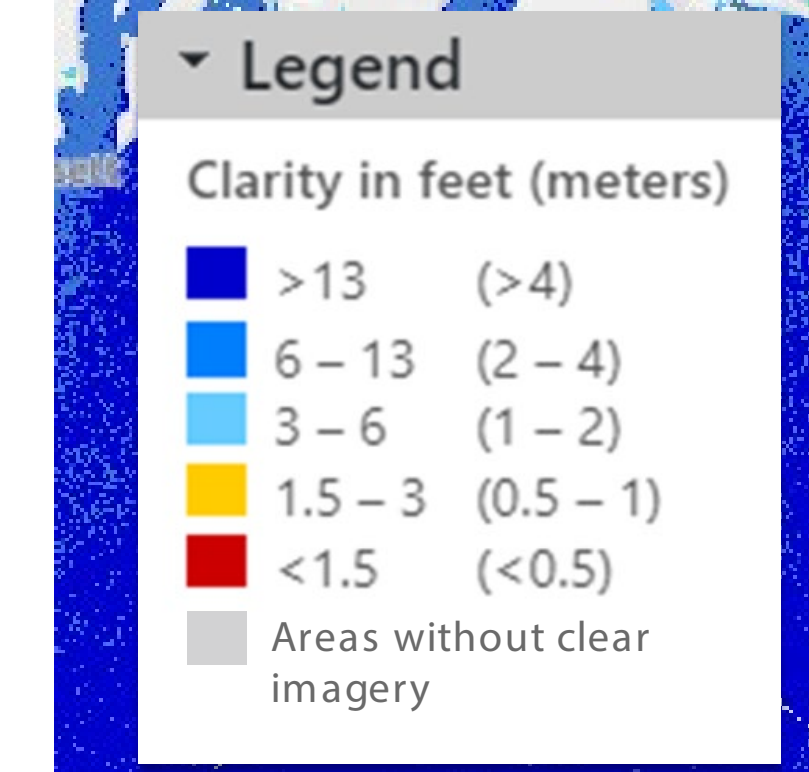 Legend
Clarity in feet (meters)
>13 (>4)
6 – 13 (2 – 4)
3 – 6 (1 – 2)
1.5 – 3 (0.5 – 1)
<1.5 (<0.5)
Areas without clear
imagery